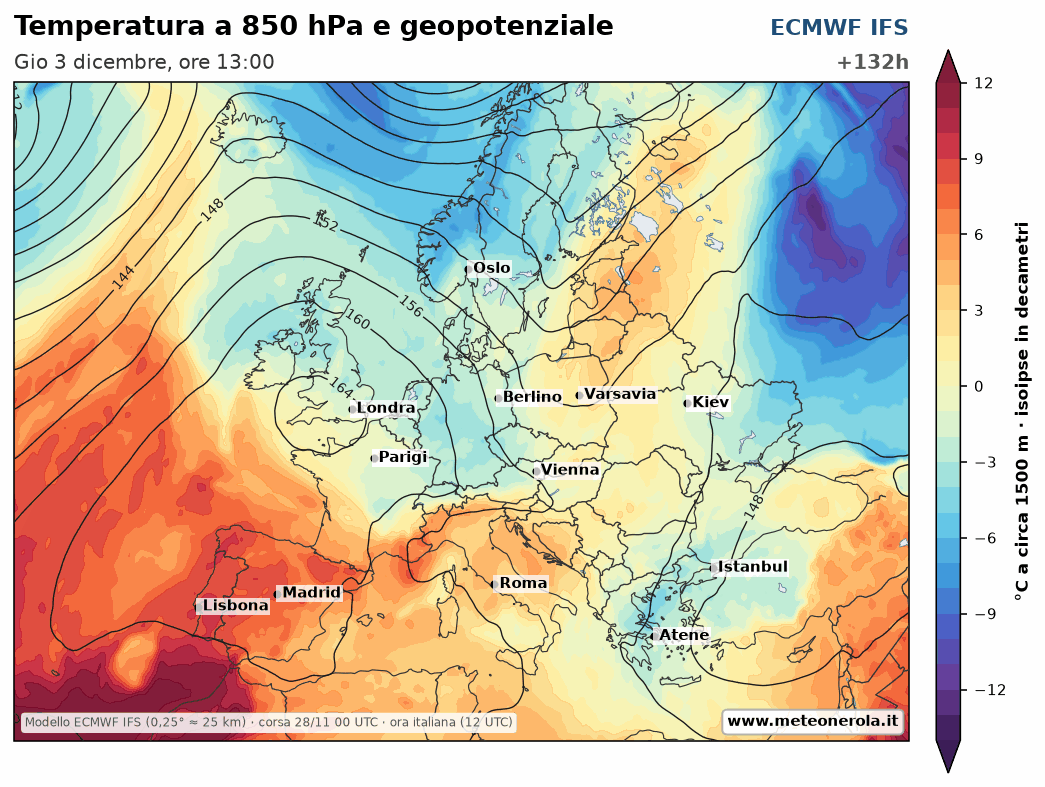 Temperatura a 850 hPa e geopotenziale
ECMWF IFS
Gio 3 dicembre, ore 13:00
+132h
12
9
6
3
0
−3
−6
−9
−12
°C a circa 1500 m · isoipse in decametri
148
152
144
156
160
164
148
Oslo
Berlino
Varsavia
Kiev
Londra
Parigi
Vienna
Istanbul
Roma
Madrid
Lisbona
Atene
Modello ECMWF IFS (0,25° ≈ 25 km) · corsa 28/11 00 UTC · ora italiana (12 UTC)
www.meteonerola.it